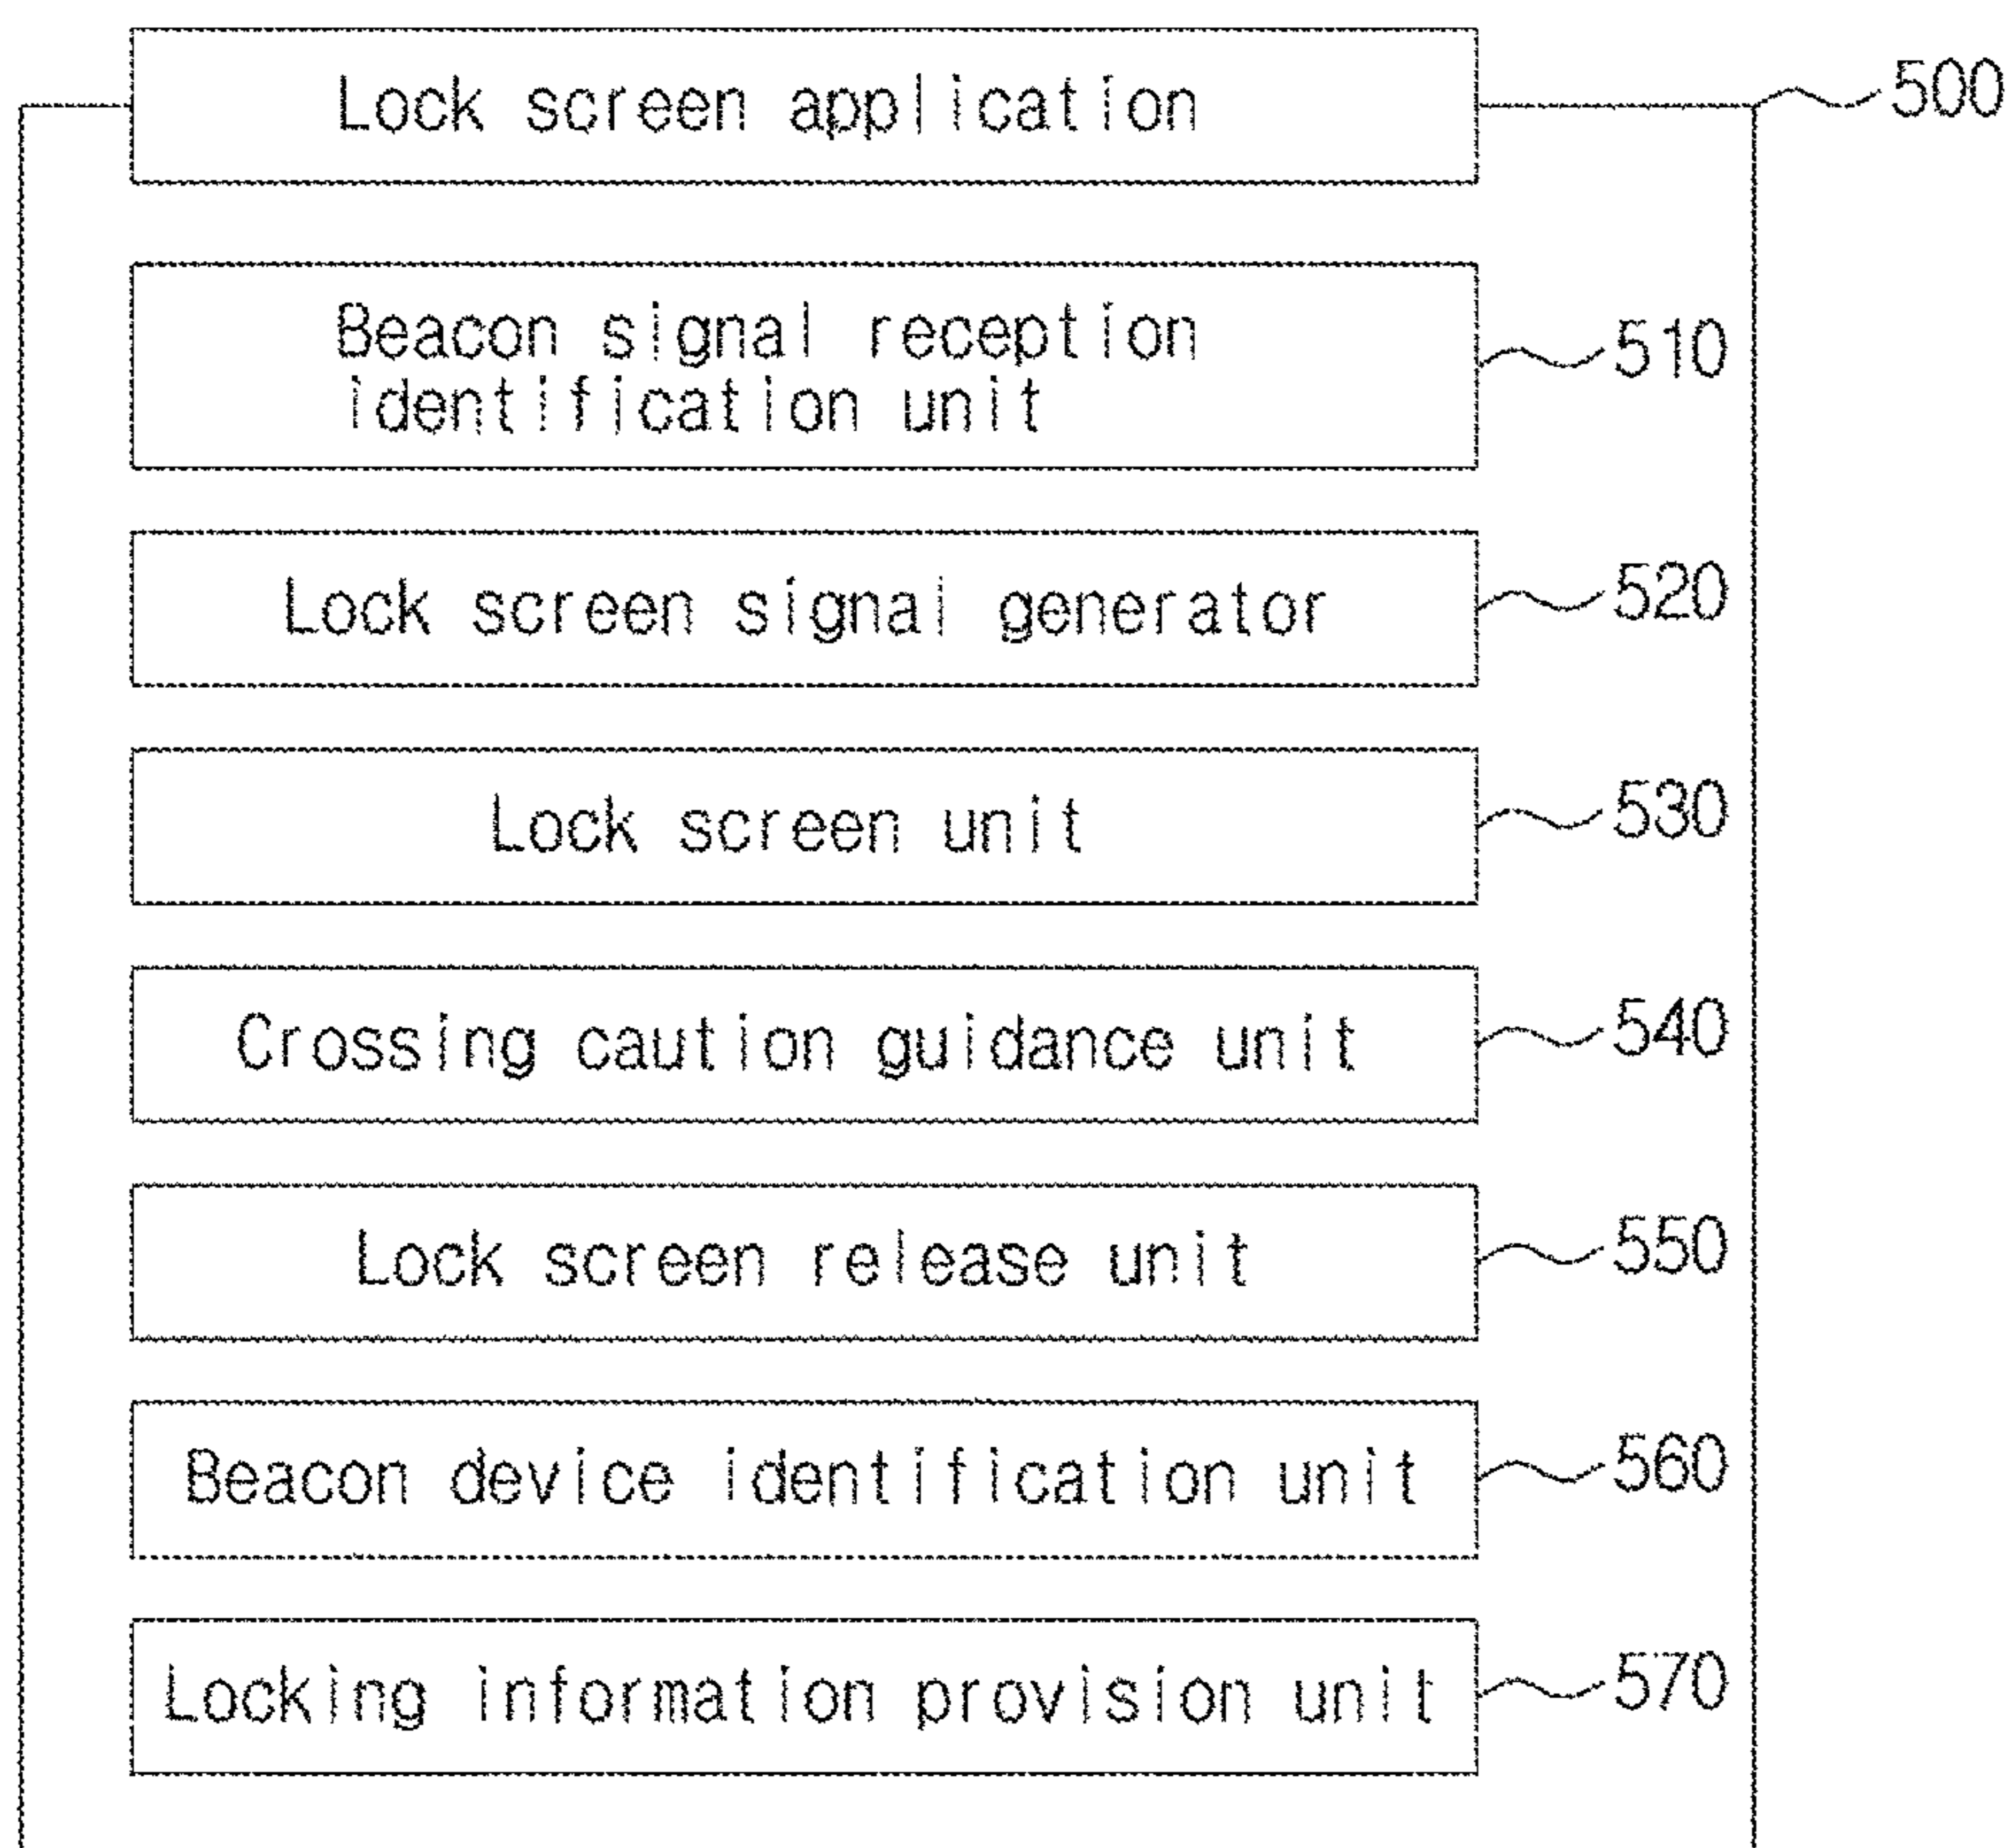 Lock screen application
500
Beacon signal reception
identification unit
510
Lock screen signal generator
520
Lock screen unit
530
Crossing caution guidance unit
540
Lock screen release unit
550
Beacon device identification unit
560
Locking information provision unit
570